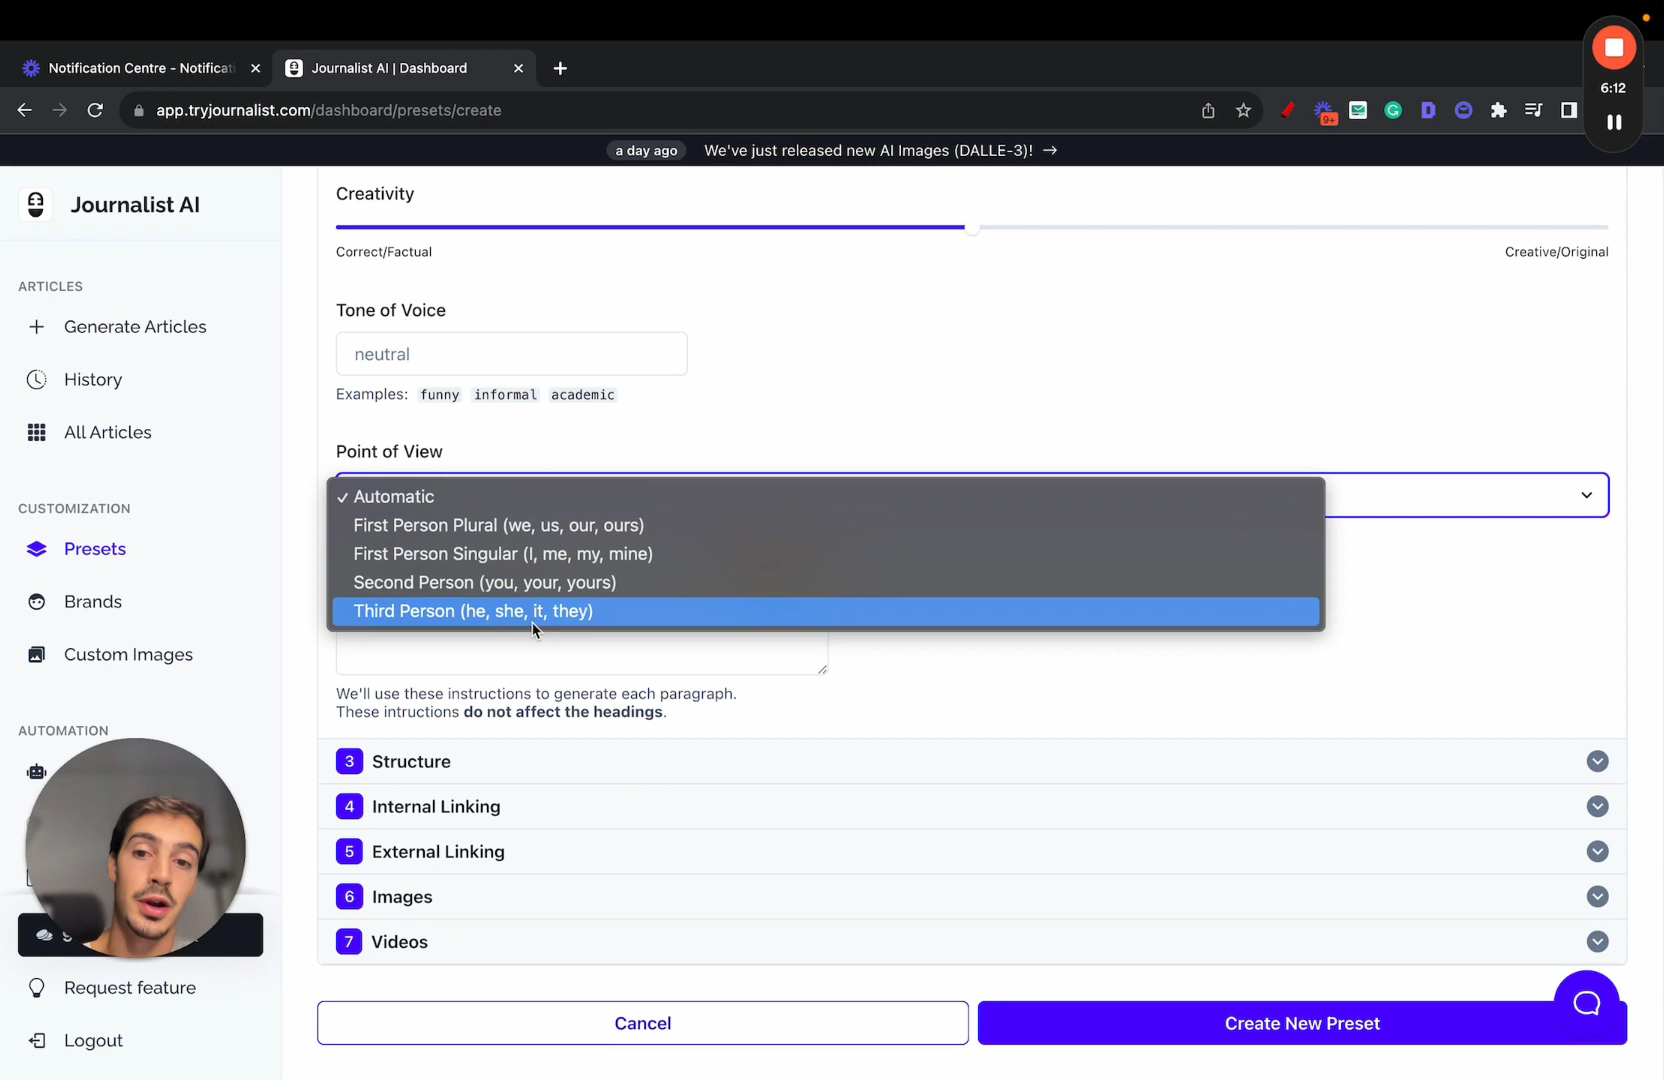 Notification Centre - Notificati
Journalist AI | Dashboard
6:12
app.tryjournalist.com/dashboard/presets/create
9+
a day ago We've just released new AI Images (DALLE-3)! →
Journalist AI
ARTICLES
Generate Articles
History
All Articles
CUSTOMIZATION
Presets
Brands
Custom Images
AUTOMATION
Request feature
Logout
Creativity
Correct/Factual
Creative/Original
Tone of Voice
neutral
Examples: funny informal academic
Point of View
✓ Automatic
First Person Plural (we, us, our, ours)
First Person Singular (I, me, my, mine)
Second Person (you, your, yours)
Third Person (he, she, it, they)
We'll use these instructions to generate each paragraph.
These intructions do not affect the headings.
3 Structure
4 Internal Linking
5 External Linking
6 Images
7 Videos
Cancel
Create New Preset